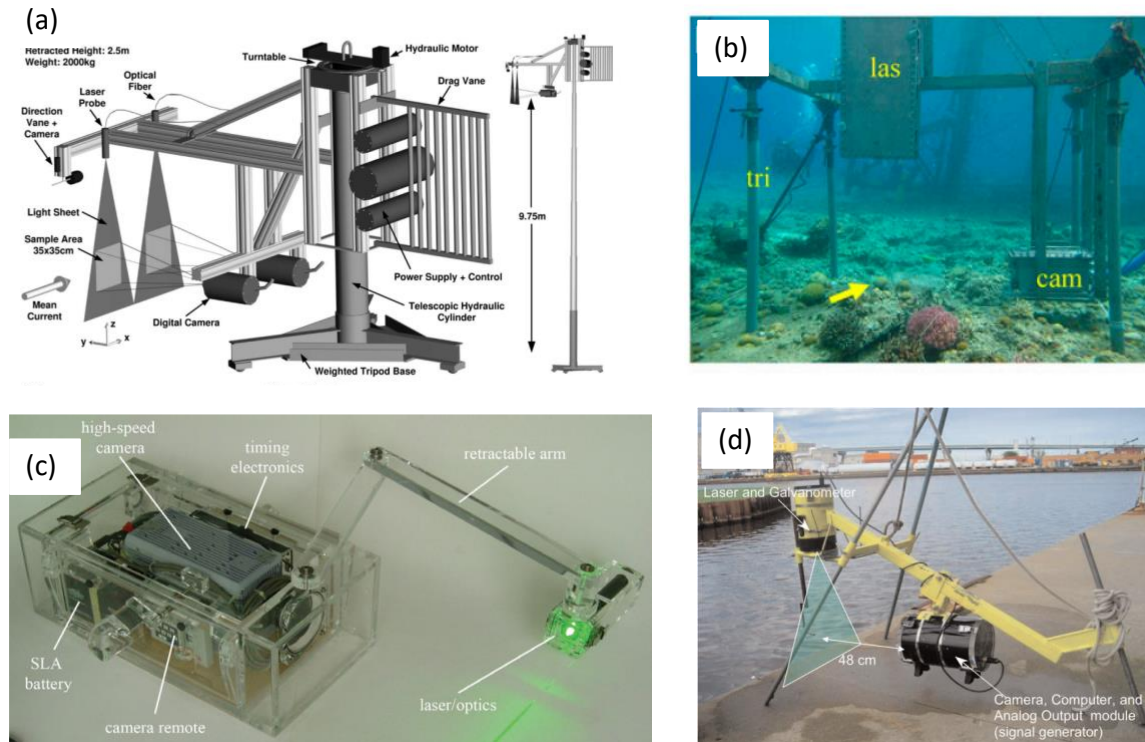 (a)
Retracted Height: 2.5m
Weight: 2000kg
Turntable
Hydraulic Motor
Optical
Fiber
Laser
Probe
Direction
Vane +
Camera
Drag Vane
Light Sheet
Sample Area
35x35cm
Mean
Current
z
y
x
Digital Camera
Power Supply + Control
Telescopic Hydraulic
Cylinder
Weighted Tripod Base
9.75m
(b)
las
tri
cam
(c)
high-speed
camera
timing
electronics
retractable arm
SLA
battery
camera remote
laser/optics
(d)
Laser and Galvanometer
48 cm
Camera, Computer, and
Analog Output module
(signal generator)